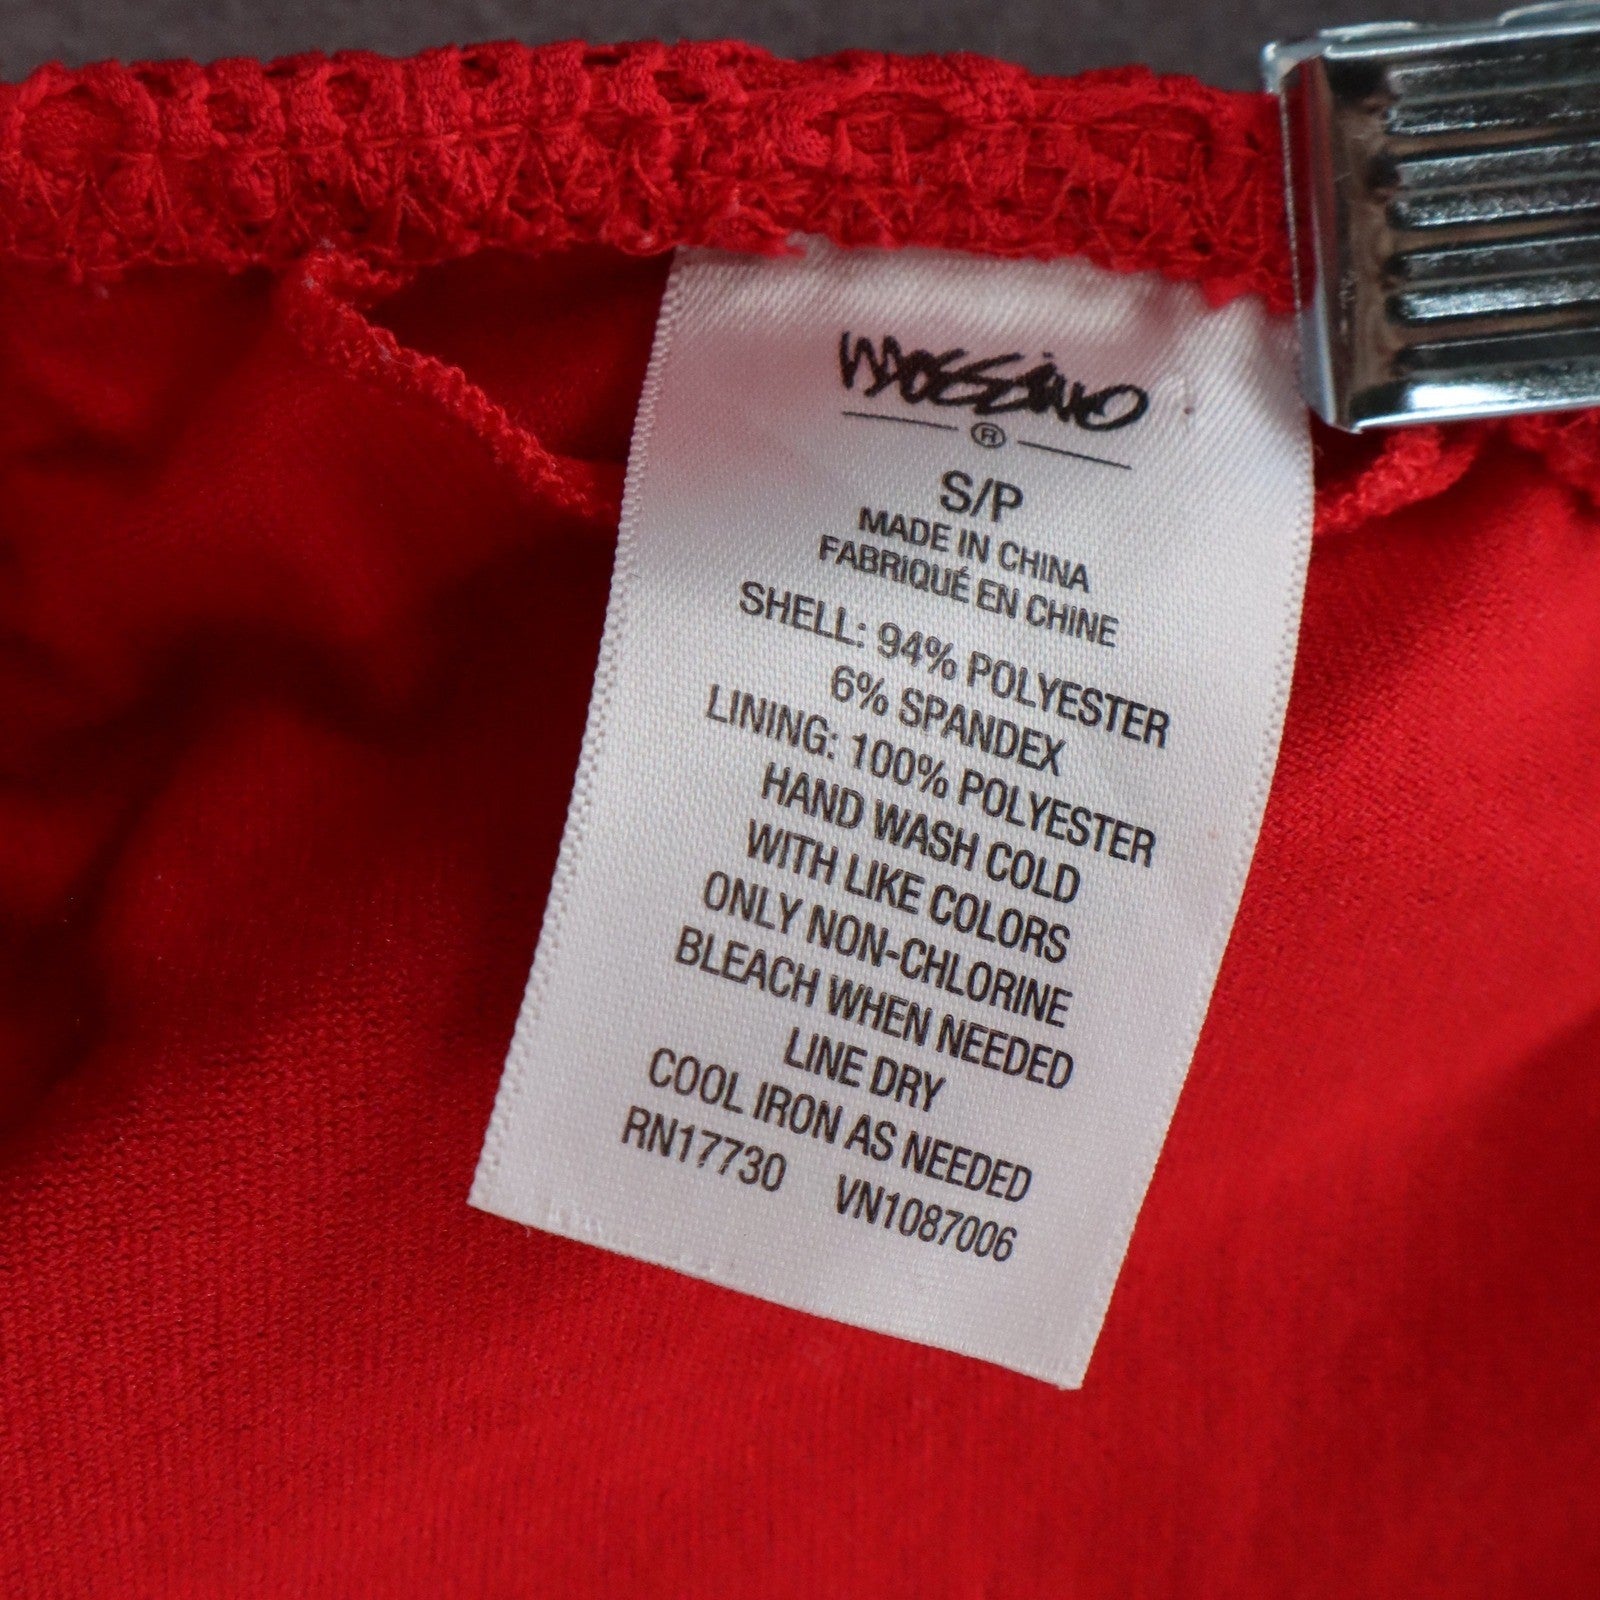 MOSSIMO
®
S/P
MADE IN CHINA
FABRIQUÉ EN CHINE
SHELL: 94% POLYESTER
6% SPANDEX
LINING: 100% POLYESTER
HAND WASH COLD
WITH LIKE COLORS
ONLY NON-CHLORINE
BLEACH WHEN NEEDED
LINE DRY
COOL IRON AS NEEDED
RN17730 VN1087006